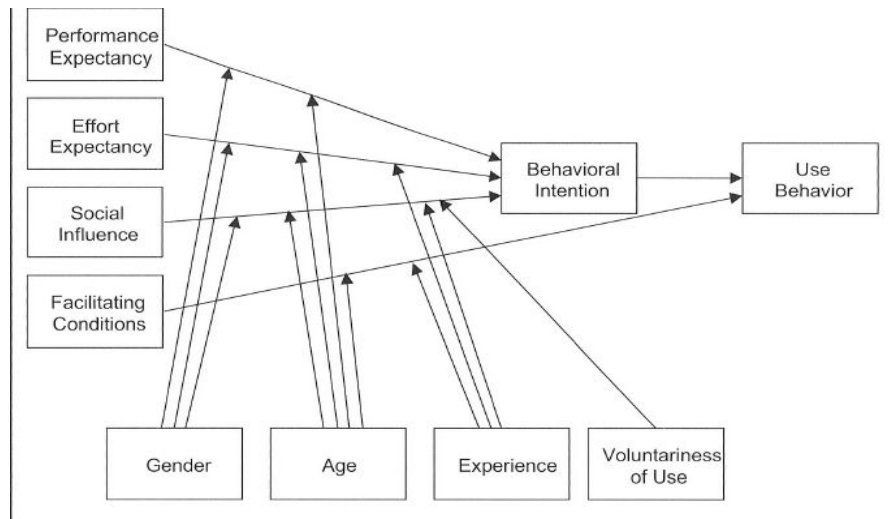 Performance
Expectancy
Effort
Expectancy
Social
Influence
Facilitating
Conditions
Behavioral
Intention
Use
Behavior
Gender
Age
Experience
Voluntariness
of Use